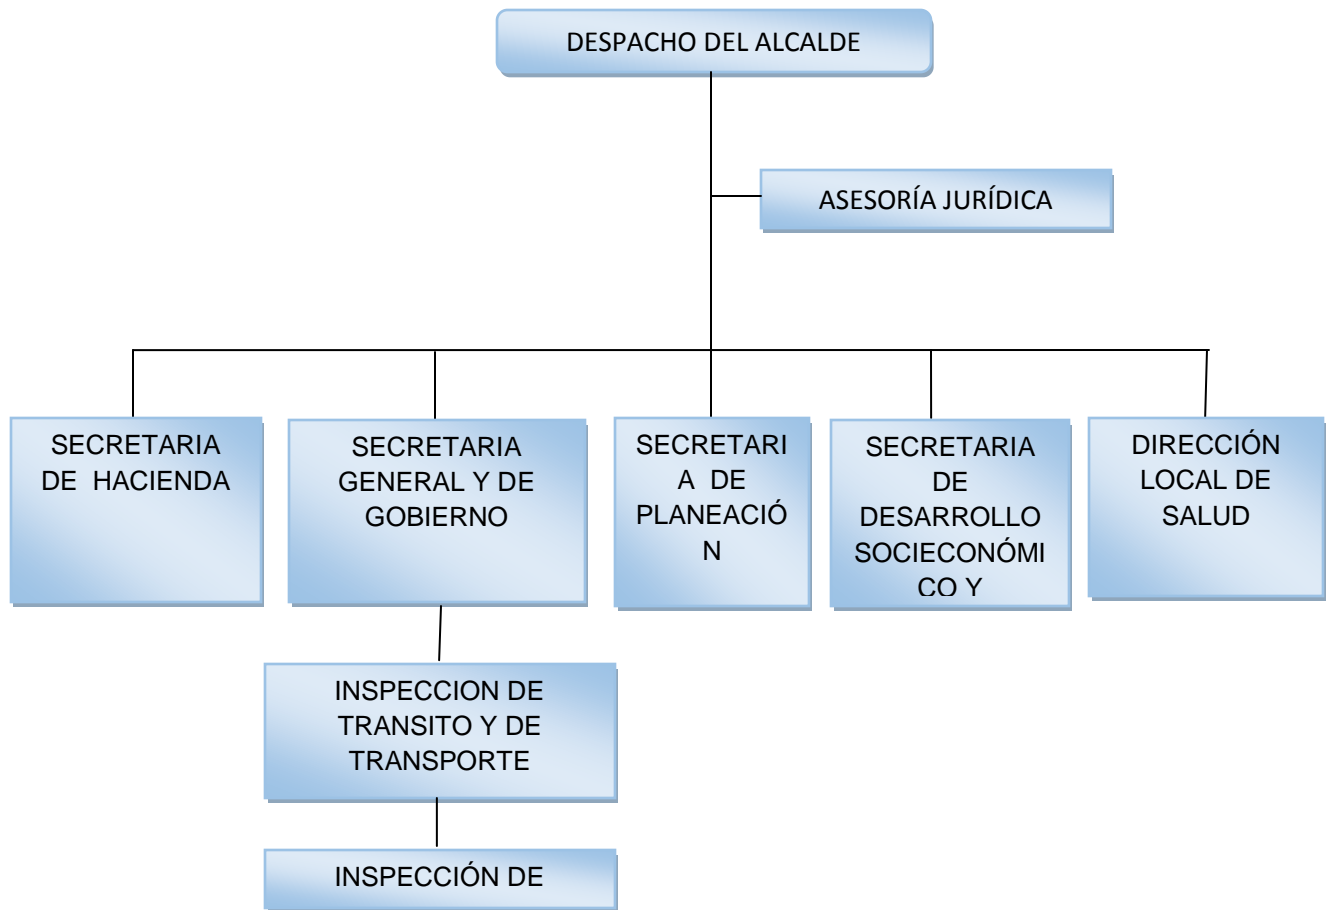 DESPACHO DEL ALCALDE
ASESORÍA JURÍDICA
SECRETARIA
DE HACIENDA
SECRETARIA
GENERAL Y DE
GOBIERNO
SECRETARI
A DE
PLANEACIÓ
N
SECRETARIA
DE
DESARROLLO
SOCIECONÓMI
CO Y
DIRECCIÓN
LOCAL DE
SALUD
INSPECCION DE
TRANSITO Y DE
TRANSPORTE
INSPECCIÓN DE